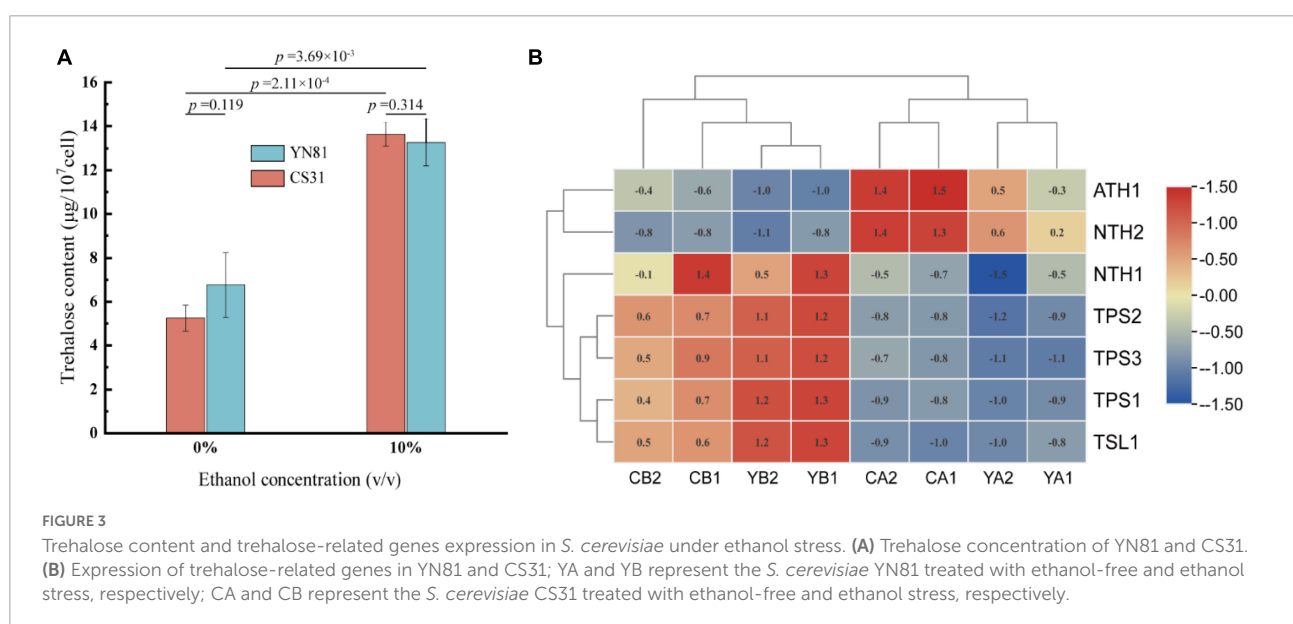 A
p =3.69×10-3
p =2.11×10-4
p =0.119
p =0.314
16
14
12
10
8
6
4
2
0
Trehalose content (μg/107cell)
YN81
CS31
0%
10%
Ethanol concentration (v/v)
B
-0.4 -0.6 -1.0 -1.0 1.4 1.5 0.5 -0.3 ATH1
-0.8 -0.8 -1.1 -0.8 1.4 1.3 0.6 0.2 NTH2
-0.1 1.4 0.5 1.3 -0.5 -0.7 -1.5 -0.5 NTH1
0.6 0.7 1.1 1.2 -0.8 -0.8 -1.2 -0.9 TPS2
0.5 0.9 1.1 1.2 -0.7 -0.8 -1.1 -1.1 TPS3
0.4 0.7 1.2 1.3 -0.9 -0.8 -1.0 -0.9 TPS1
0.5 0.6 1.2 1.3 -0.9 -1.0 -1.0 -0.8 TSL1
CB2 CB1 YB2 YB1 CA2 CA1 YA2 YA1
-1.50
-1.00
-0.50
-0.00
--0.50
--1.00
--1.50
FIGURE 3
Trehalose content and trehalose-related genes expression in S. cerevisiae under ethanol stress. (A) Trehalose concentration of YN81 and CS31.
(B) Expression of trehalose-related genes in YN81 and CS31; YA and YB represent the S. cerevisiae YN81 treated with ethanol-free and ethanol
stress, respectively; CA and CB represent the S. cerevisiae CS31 treated with ethanol-free and ethanol stress, respectively.